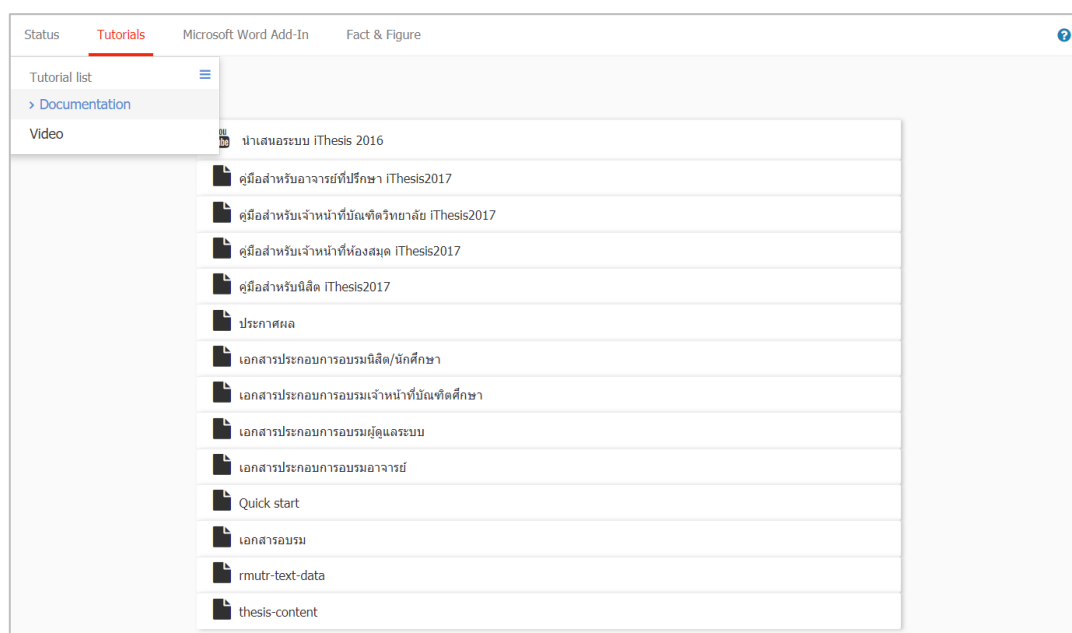 Status Tutorials Microsoft Word Add-In Fact & Figure
Tutorial list
> Documentation
Video
นำเสนอระบบ iThesis 2016
คู่มือสำหรับอาจารย์ที่ปรึกษา iThesis2017
คู่มือสำหรับเจ้าหน้าที่บัณฑิตวิทยาลัย iThesis2017
คู่มือสำหรับเจ้าหน้าที่ห้องสมุด iThesis2017
คู่มือสำหรับนิสิต iThesis2017
ประกาศผล
เอกสารประกอบการอบรมนิสิต/นักศึกษา
เอกสารประกอบการอบรมเจ้าหน้าที่บัณฑิตศึกษา
เอกสารประกอบการอบรมผู้ดูแลระบบ
เอกสารประกอบการอบรมอาจารย์
Quick start
เอกสารอบรม
rmutr-text-data
thesis-content